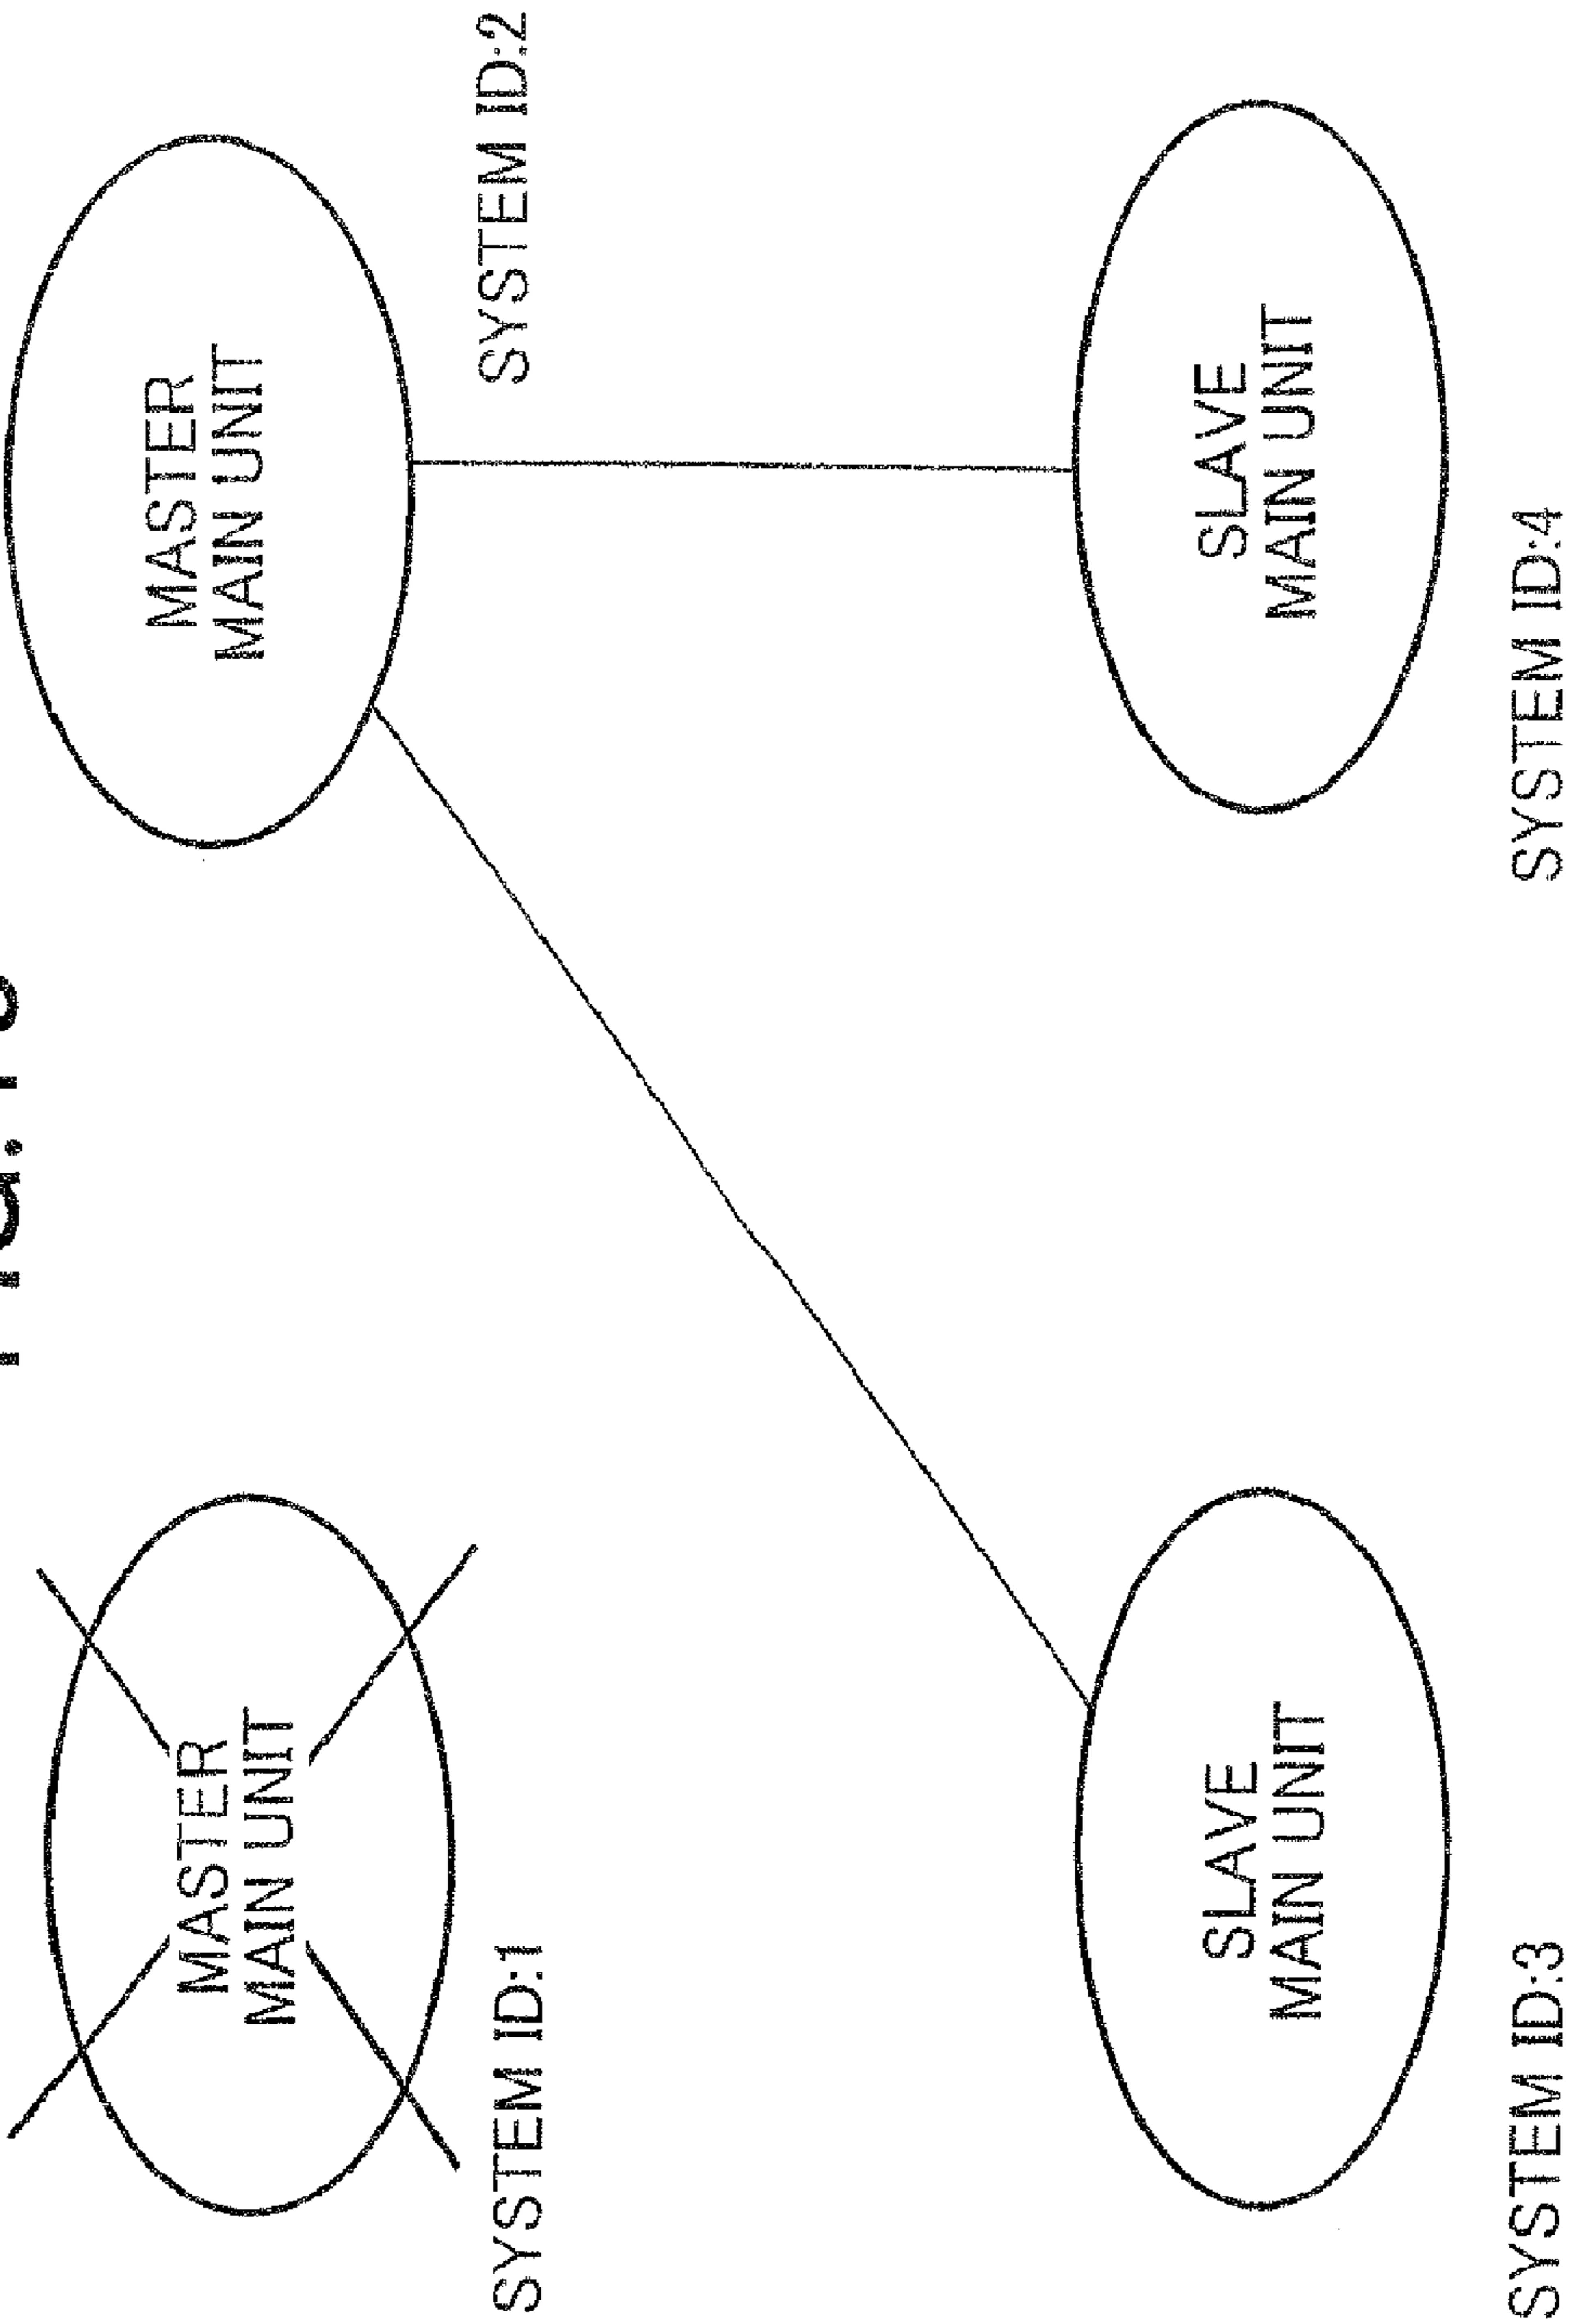 MASTER
MAIN UNIT
SYSTEM ID:1
MASTER
MAIN UNIT
SYSTEM ID:2
SLAVE
MAIN UNIT
SYSTEM ID:3
SLAVE
MAIN UNIT
SYSTEM ID:4